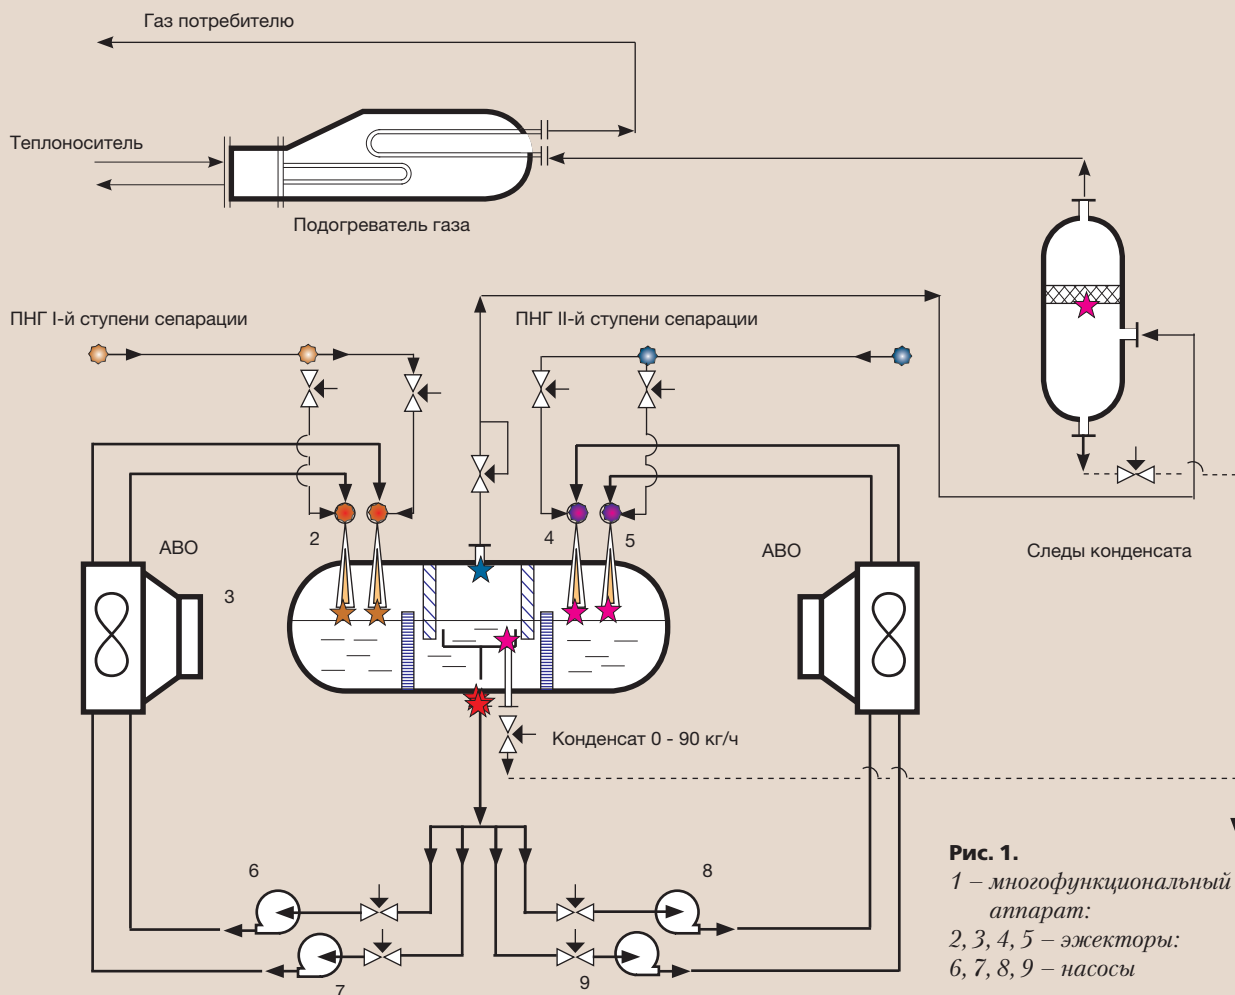 Газ потребителю
Теплоноситель
Подогреватель газа
ПНГ I-й ступени сепарации
ПНГ II-й ступени сепарации
2
4
5
АВО
АВО
Следы конденсата
3
Конденсат 0 - 90 кг/ч
6
8
7
9
Рис. 1.
1 – многофункциональный
аппарат:
2, 3, 4, 5 – эжекторы:
6, 7, 8, 9 – насосы